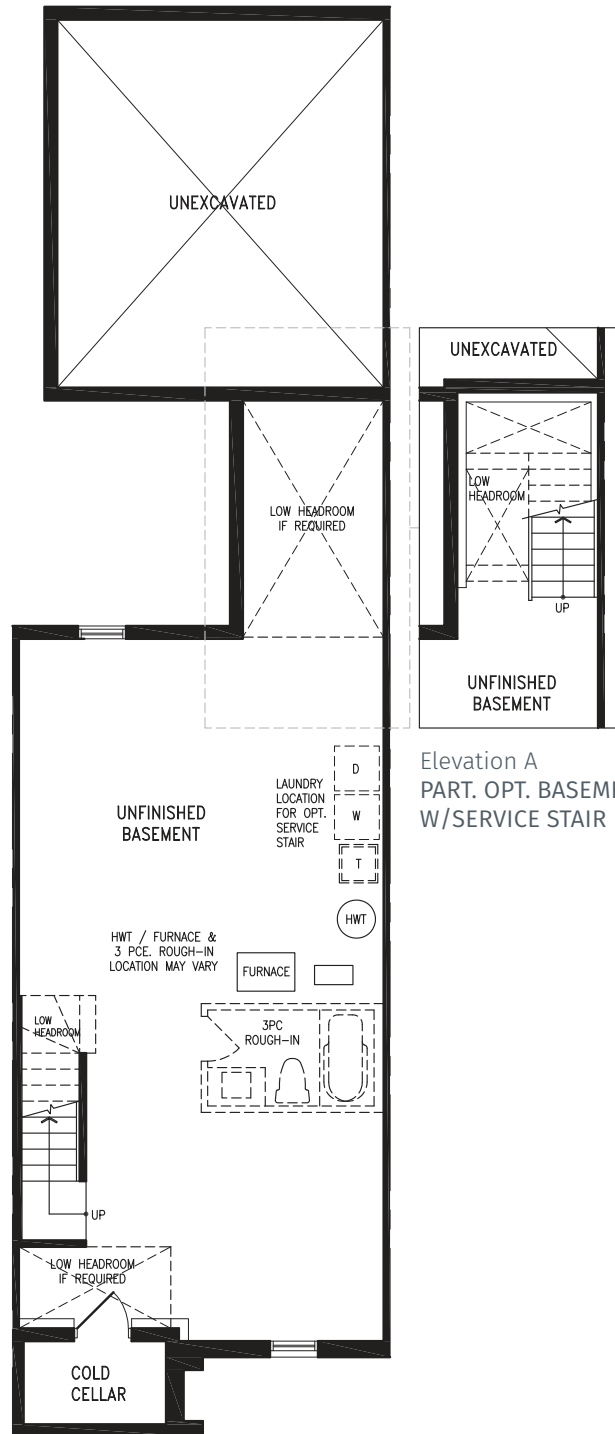 UNEXCAVATED
LOW HEADROOM
IF REQUIRED
UNFINISHED
BASEMENT
LAUNDRY
LOCATION
FOR OPT.
SERVICE
STAIR
D
W
T
HWT
HWT / FURNACE &
3 PCE. ROUGH-IN
LOCATION MAY VARY
FURNACE
3PC
ROUGH-IN
LOW
HEADROOM
UP
LOW HEADROOM
IF REQUIRED
COLD
CELLAR
UNEXCAVATED
LOW
HEADROOM
UP
UNFINISHED
BASEMENT
Elevation A
PART. OPT. BASEME
W/SERVICE STAIR